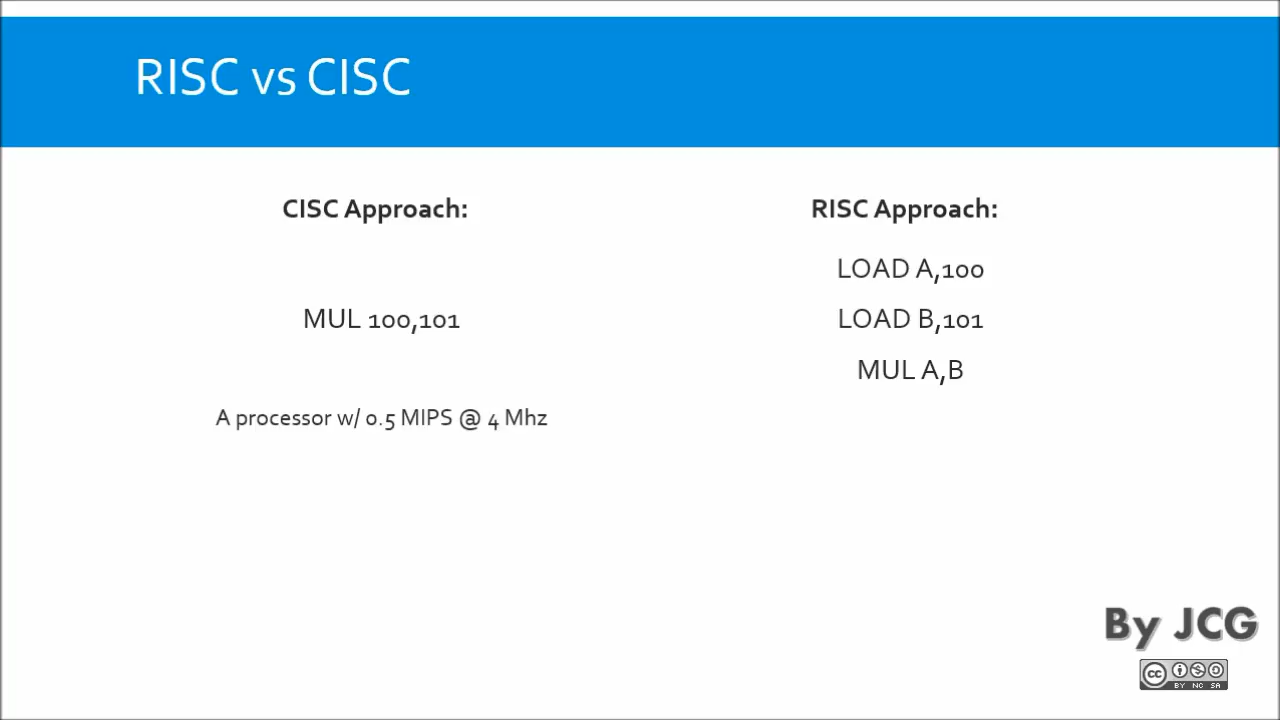 RISC vs CISC
CISC Approach:
MUL 100,101
A processor w/ 0.5 MIPS @ 4 Mhz
RISC Approach:
LOAD A,100
LOAD B,101
MUL A,B
By JCG
cc
BY NC SA